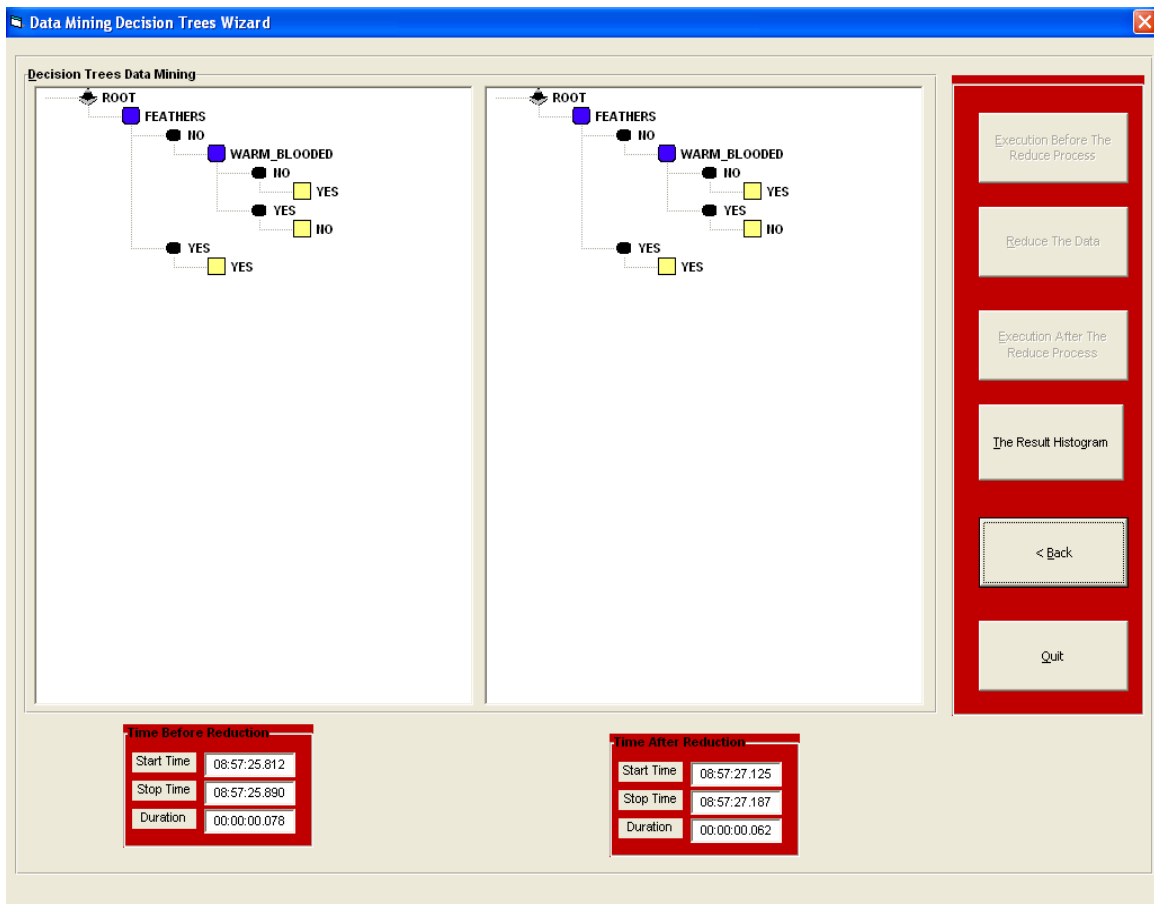 Data Mining Decision Trees Wizard
Decision Trees Data Mining
ROOT
FEATHERS
NO
WARM_BLOODED
NO
YES
YES
NO
YES
YES
ROOT
FEATHERS
NO
WARM_BLOODED
NO
YES
YES
NO
YES
YES
Execution Before The
Reduce Process
Reduce The Data
Execution After The
Reduce Process
The Result Histogram
< Back
Quit
Time Before Reduction
Start Time 08:57:25.812
Stop Time 08:57:25.890
Duration 00:00:00.078
Time After Reduction
Start Time 08:57:27.125
Stop Time 08:57:27.187
Duration 00:00:00.062